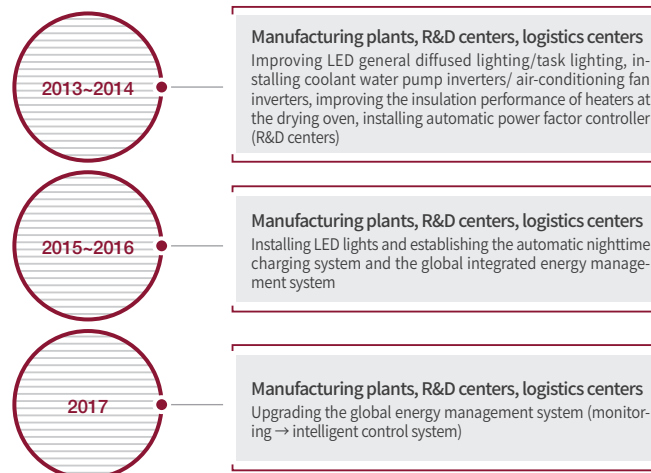 2013~2014
Manufacturing plants, R&D centers, logistics centers
Improving LED general diffused lighting/task lighting, in-
stalling coolant water pump inverters/ air-conditioning fan
inverters, improving the insulation performance of heaters at
the drying oven, installing automatic power factor controller
(R&D centers)
2015~2016
Manufacturing plants, R&D centers, logistics centers
Installing LED lights and establishing the automatic nighttime
charging system and the global integrated energy manage-
ment system
2017
Manufacturing plants, R&D centers, logistics centers
Upgrading the global energy management system (monitor-
ing → intelligent control system)